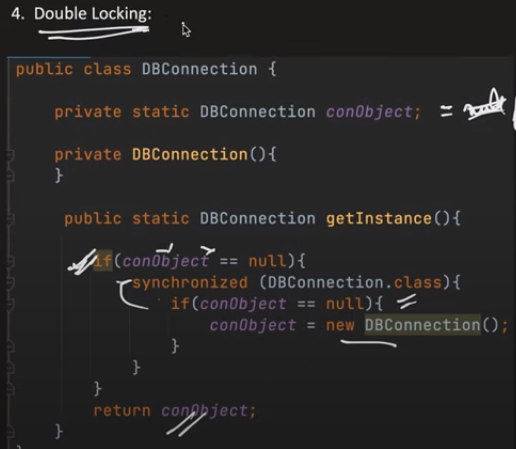 4. Double Locking:
public class DBConnection {
private static DBConnection conObject; =
private DBConnection(){
}
public static DBConnection getInstance(){
if(conObject == null){
synchronized (DBConnection.class){
if(conObject == null){
conObject = new DBConnection();
}
}
}
return conObject;
}